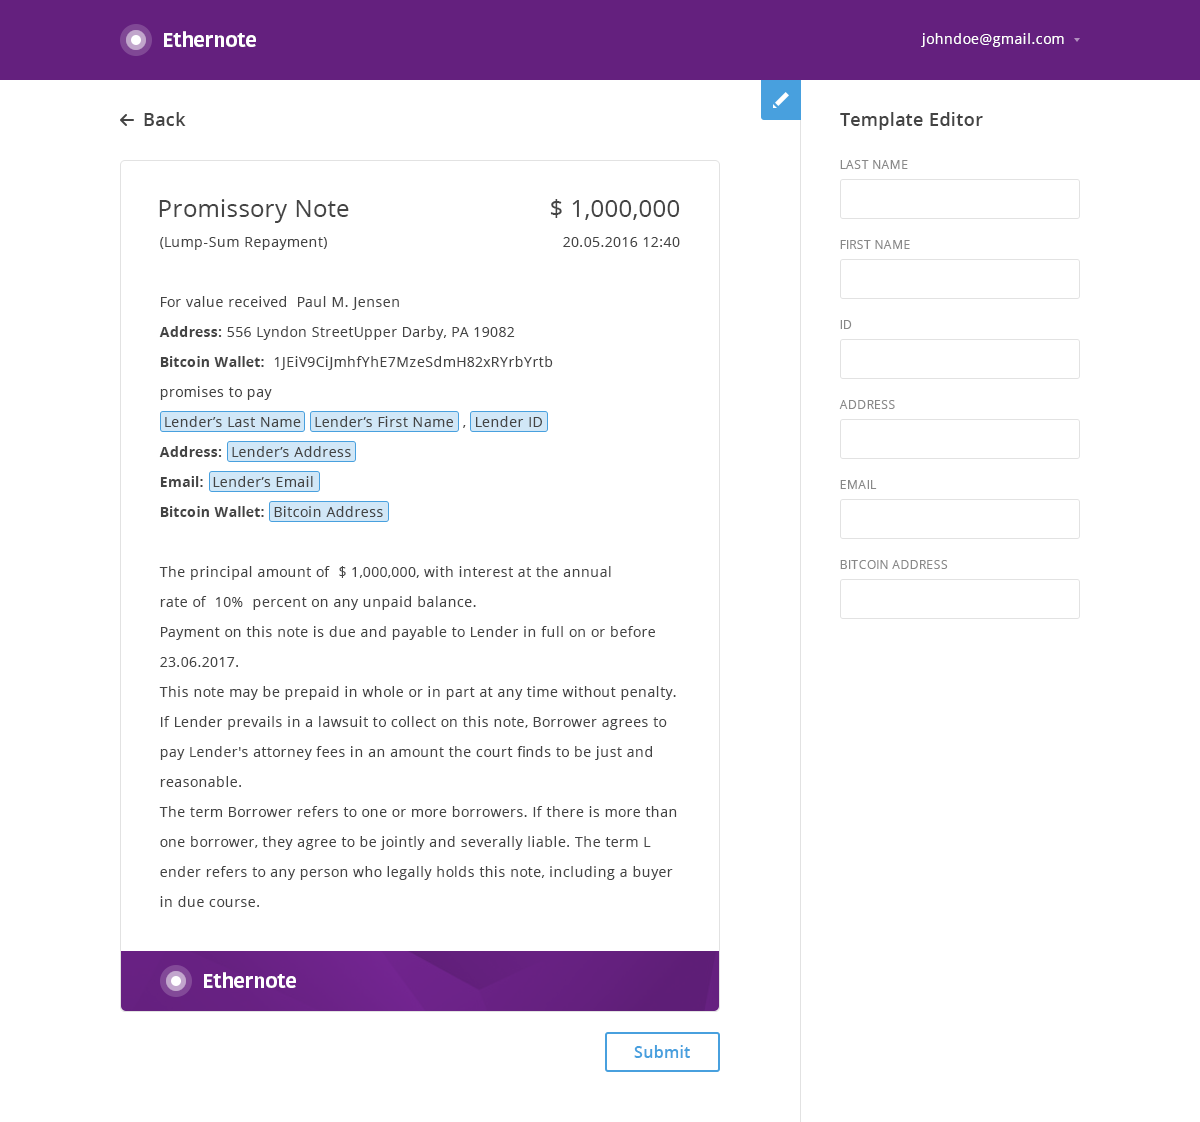 Ethernote
johndoe@gmail.com
Back
Promissory Note
$ 1,000,000
(Lump-Sum Repayment)
20.05.2016 12:40
For value received Paul M. Jensen
Address: 556 Lyndon StreetUpper Darby, PA 19082
Bitcoin Wallet: 1JEiV9CiJmhfYhE7MzeSdmH82xRYrbYrtb
promises to pay
Lender’s Last Name Lender’s First Name , Lender ID
Address: Lender’s Address
Email: Lender’s Email
Bitcoin Wallet: Bitcoin Address
The principal amount of $ 1,000,000, with interest at the annual
rate of 10% percent on any unpaid balance.
Payment on this note is due and payable to Lender in full on or before
23.06.2017.
This note may be prepaid in whole or in part at any time without penalty.
If Lender prevails in a lawsuit to collect on this note, Borrower agrees to
pay Lender's attorney fees in an amount the court finds to be just and
reasonable.
The term Borrower refers to one or more borrowers. If there is more than
one borrower, they agree to be jointly and severally liable. The term L
ender refers to any person who legally holds this note, including a buyer
in due course.
Ethernote
Submit
Template Editor
LAST NAME
FIRST NAME
ID
ADDRESS
EMAIL
BITCOIN ADDRESS